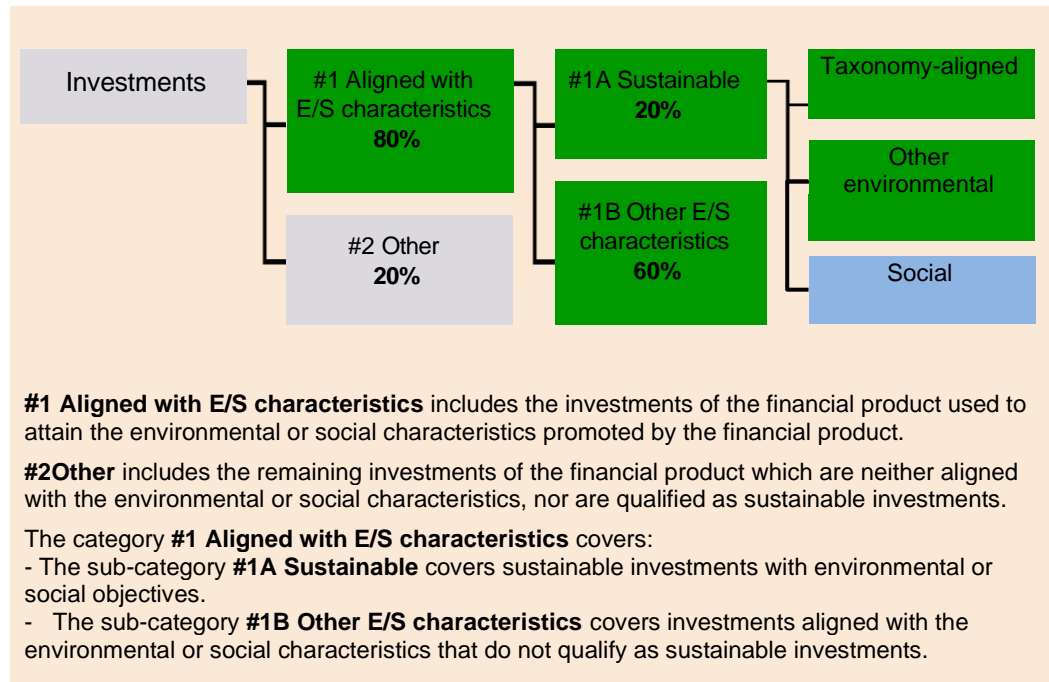 Investments
#1 Aligned with
E/S characteristics
80%
#2 Other
20%
#1A Sustainable
20%
#1B Other E/S
characteristics
60%
Taxonomy-aligned
Other
environmental
Social
#1 Aligned with E/S characteristics includes the investments of the financial product used to
attain the environmental or social characteristics promoted by the financial product.
#2Other includes the remaining investments of the financial product which are neither aligned
with the environmental or social characteristics, nor are qualified as sustainable investments.
The category #1 Aligned with E/S characteristics covers:
- The sub-category #1A Sustainable covers sustainable investments with environmental or
social objectives.
- The sub-category #1B Other E/S characteristics covers investments aligned with the
environmental or social characteristics that do not qualify as sustainable investments.